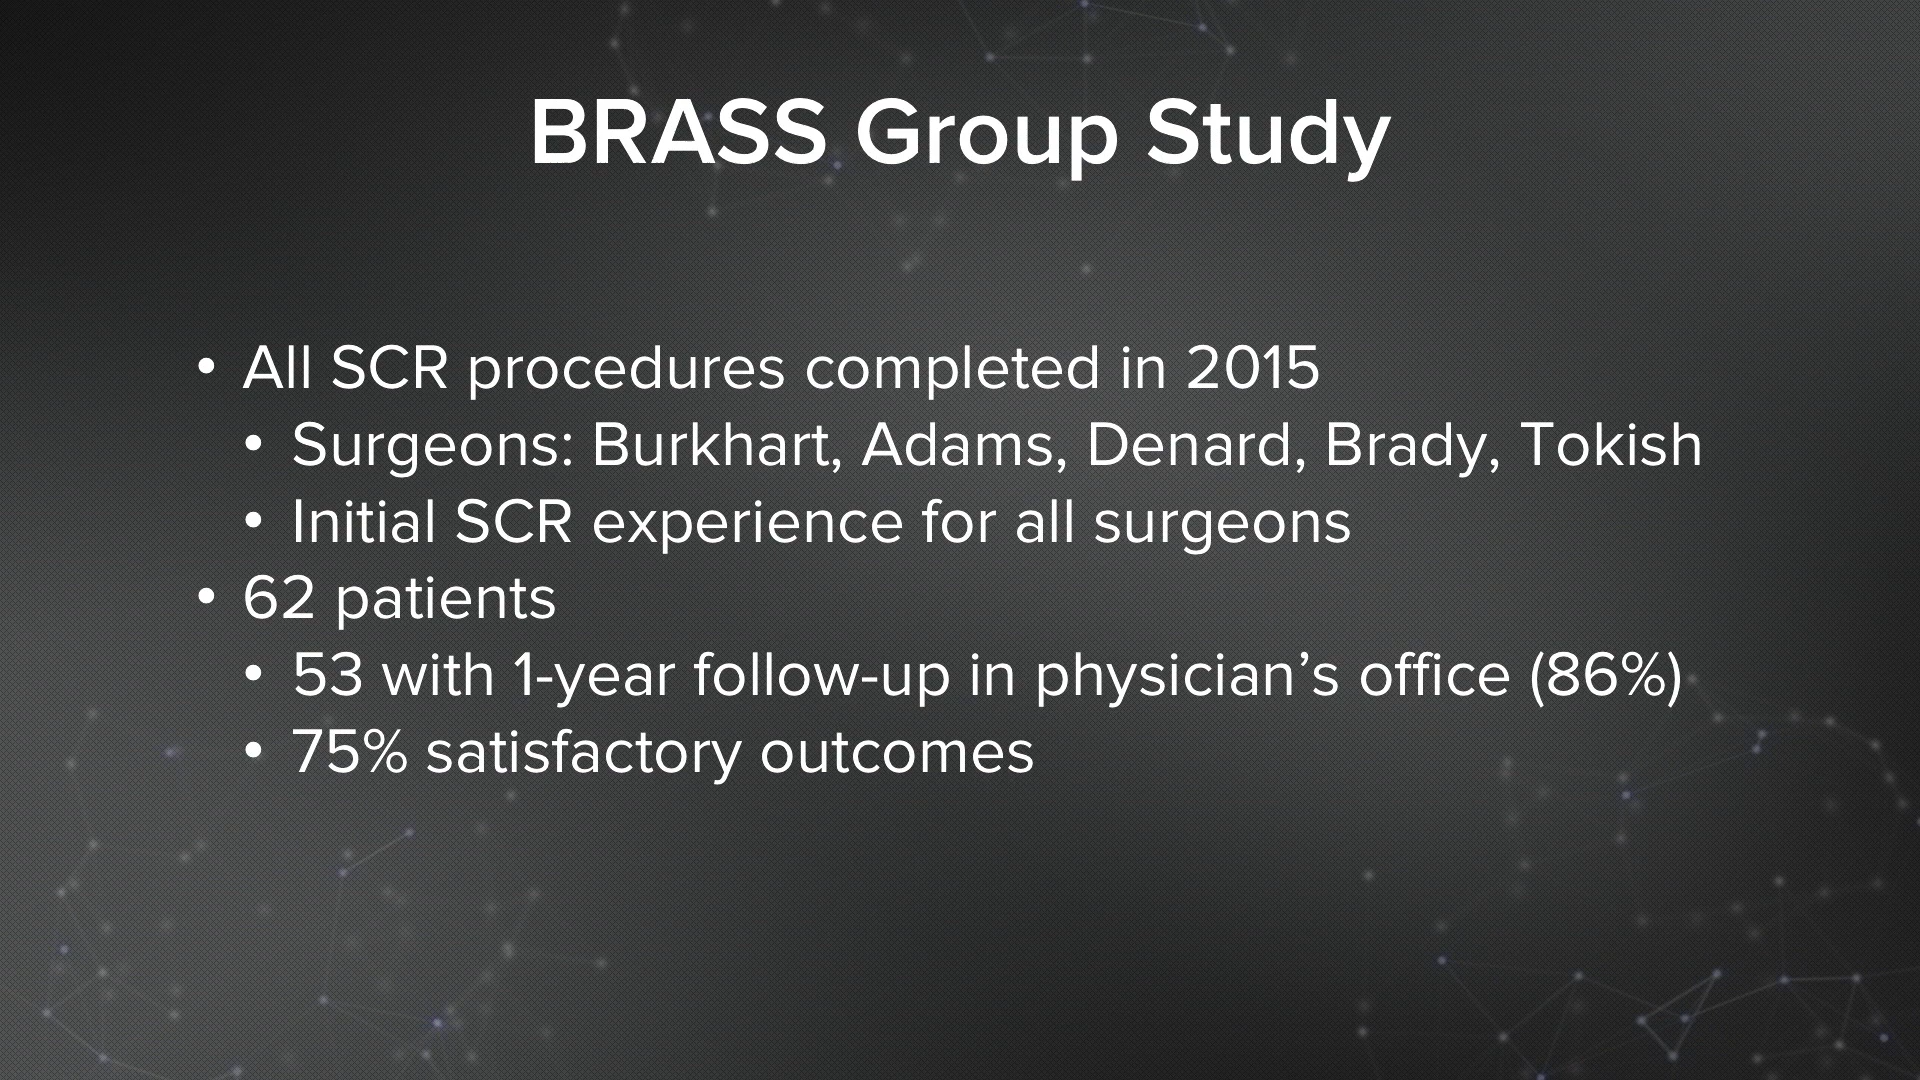 BRASS Group Study
• All SCR procedures completed in 2015
• Surgeons: Burkhart, Adams, Denard, Brady, Tokish
• Initial SCR experience for all surgeons
• 62 patients
• 53 with 1-year follow-up in physician’s office (86%)
• 75% satisfactory outcomes